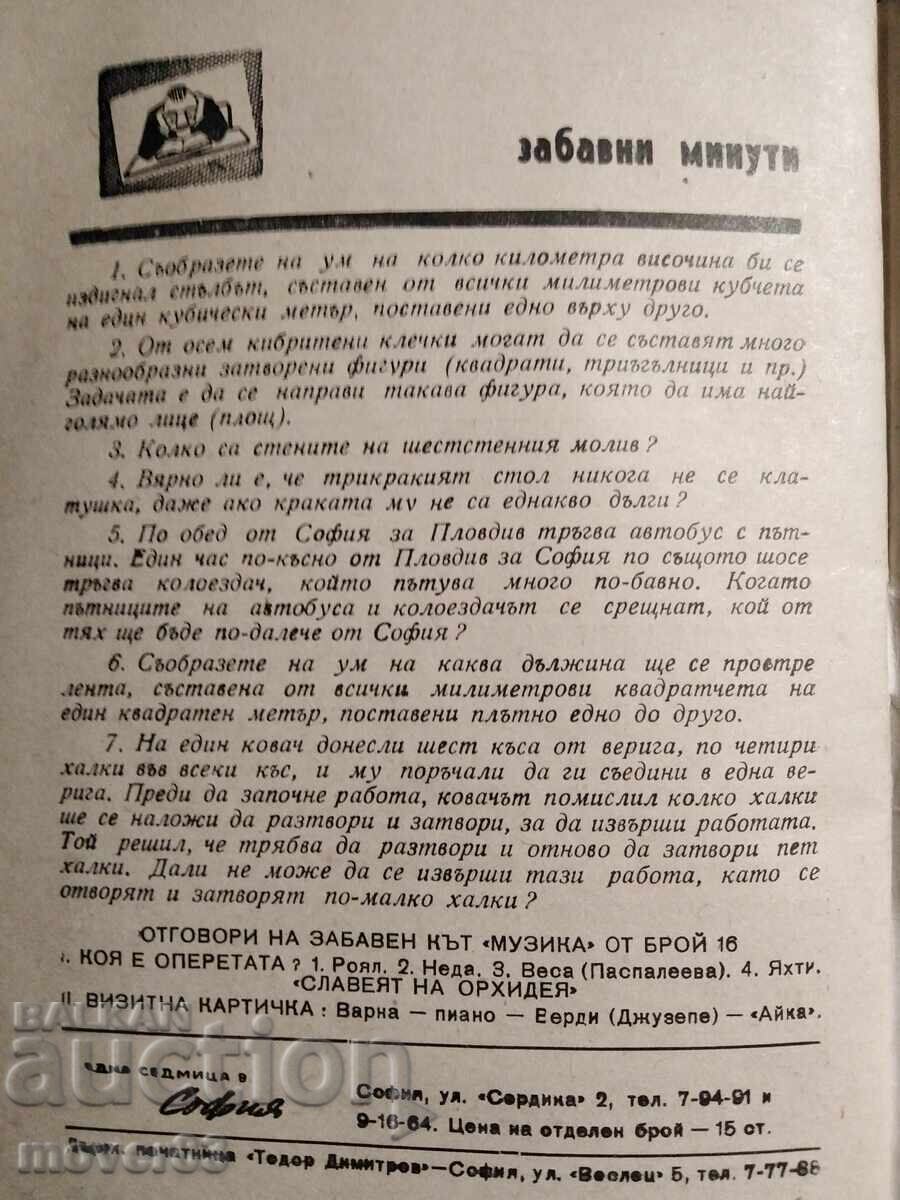 забавни минути
1. Съобразете на ум на колко километра височина би се
издигнал стълбът, съставен от всички милиметрови кубчета
на един кубически метър, поставени едно върху друго.
2. От осем кибритени клечки могат да се съставят много
разнообразни затворени фигури (квадрати, триъгълници и пр.)
Задачата е да се направи такава фигура, която да има най-
голямо лице (площ).
3. Колко са стените на шестстенния молив?
4. Вярно ли е, че трикракият стол никога не се кла-
тушка, даже ако краката му не са еднакво дълги?
5. По обед от София за Пловдив тръгва автобус с път-
ници. Един час по-късно от Пловдив за София по същото шосе
тръгва колоездач, който пътува много по-бавно. Когато
пътниците на автобуса и колоездачът се срещнат, кой от
тях ще бъде по-далече от София?
6. Съобразете на ум на каква дължина ще се простре
лента, съставена от всички милиметрови квадратчета на
един квадратен метър, поставени плътно едно до друго.
7. На един ковач донесли шест къса от верига, по четири
халки във всеки къс, и му поръчали да ги съедини в една ве-
рига. Преди да започне работа, ковачът помислил колко халки
ще се наложи да разтвори и затвори, за да извърши работата.
Той решил, че трябва да разтвори и отново да затвори пет
халки. Дали не може да се извърши тази работа, като се
отворят и затворят по-малко халки?
ОТГОВОРИ НА ЗАБАВЕН КЪТ «МУЗИКА» ОТ БРОЙ 16
I. КОЯ Е ОПЕРЕТАТА? 1. Роял. 2. Неда. 3. Веса (Паспалеева). 4. Яхти.
«СЛАВЕЯТ НА ОРХИДЕЯ»
II. ВИЗИТНА КАРТИЧКА: Варна — пиано — Еерди (Джузепе) — «Айка».
една седмица в
София
София, ул. «Сердика» 2, тел. 7-94-91 и
9-16-64. Цена на отделен брой — 15 ст.
печатница «Тодор Димитров»—София, ул. «Веслец» 5, тел. 7-77-68
БАLKAN
auction
mover.63